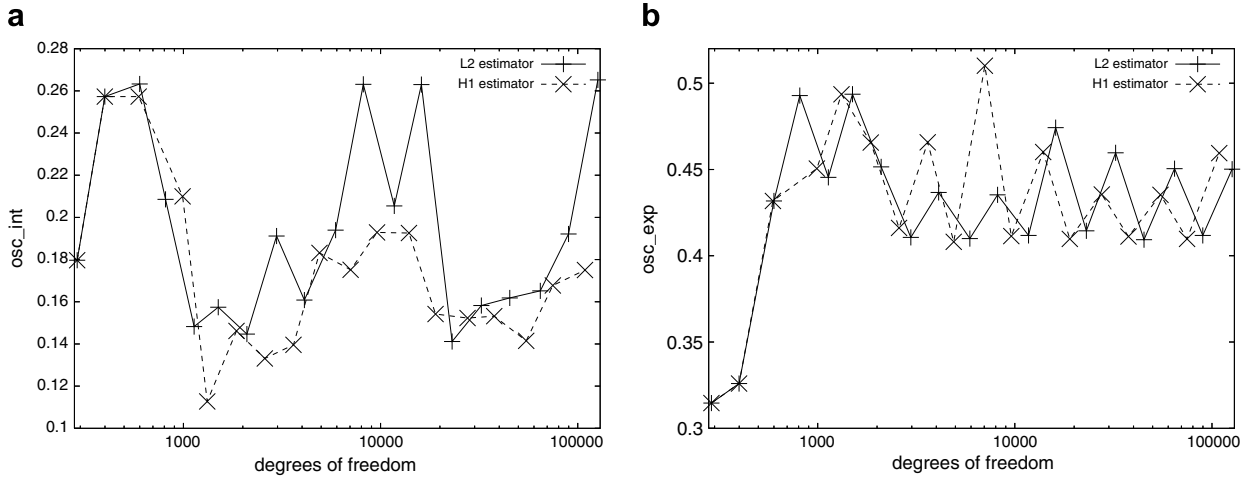 a
0.28
0.26
0.24
0.22
0.2
0.18
0.16
0.14
0.12
0.1
osc_int
L2 estimator
H1 estimator
1000
10000
100000
degrees of freedom
b
0.5
0.45
0.4
0.35
0.3
osc_exp
L2 estimator
H1 estimator
1000
10000
100000
degrees of freedom